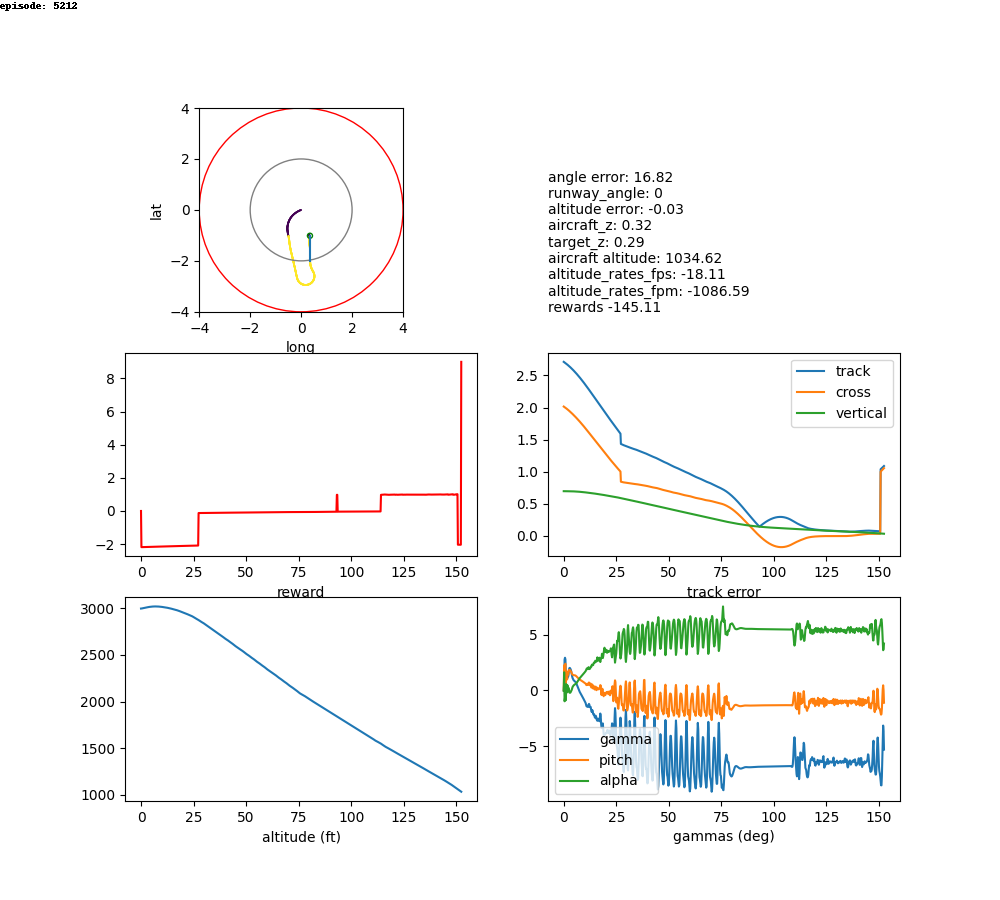 episode: 5212
4
2
0
−2
−4
lat
−4 −2 0 2 4
long
angle error: 16.82
runway_angle: 0
altitude error: -0.03
aircraft_z: 0.32
target_z: 0.29
aircraft altitude: 1034.62
altitude_rates_fps: -18.11
altitude_rates_fpm: -1086.59
rewards -145.11
8
6
4
2
0
−2
0 25 50 75 100 125 150
reward
2.5
2.0
1.5
1.0
0.5
0.0
track
cross
vertical
0 25 50 75 100 125 150
track error
3000
2500
2000
1500
1000
0 25 50 75 100 125 150
altitude (ft)
5
0
−5
gamma
pitch
alpha
0 25 50 75 100 125 150
gammas (deg)